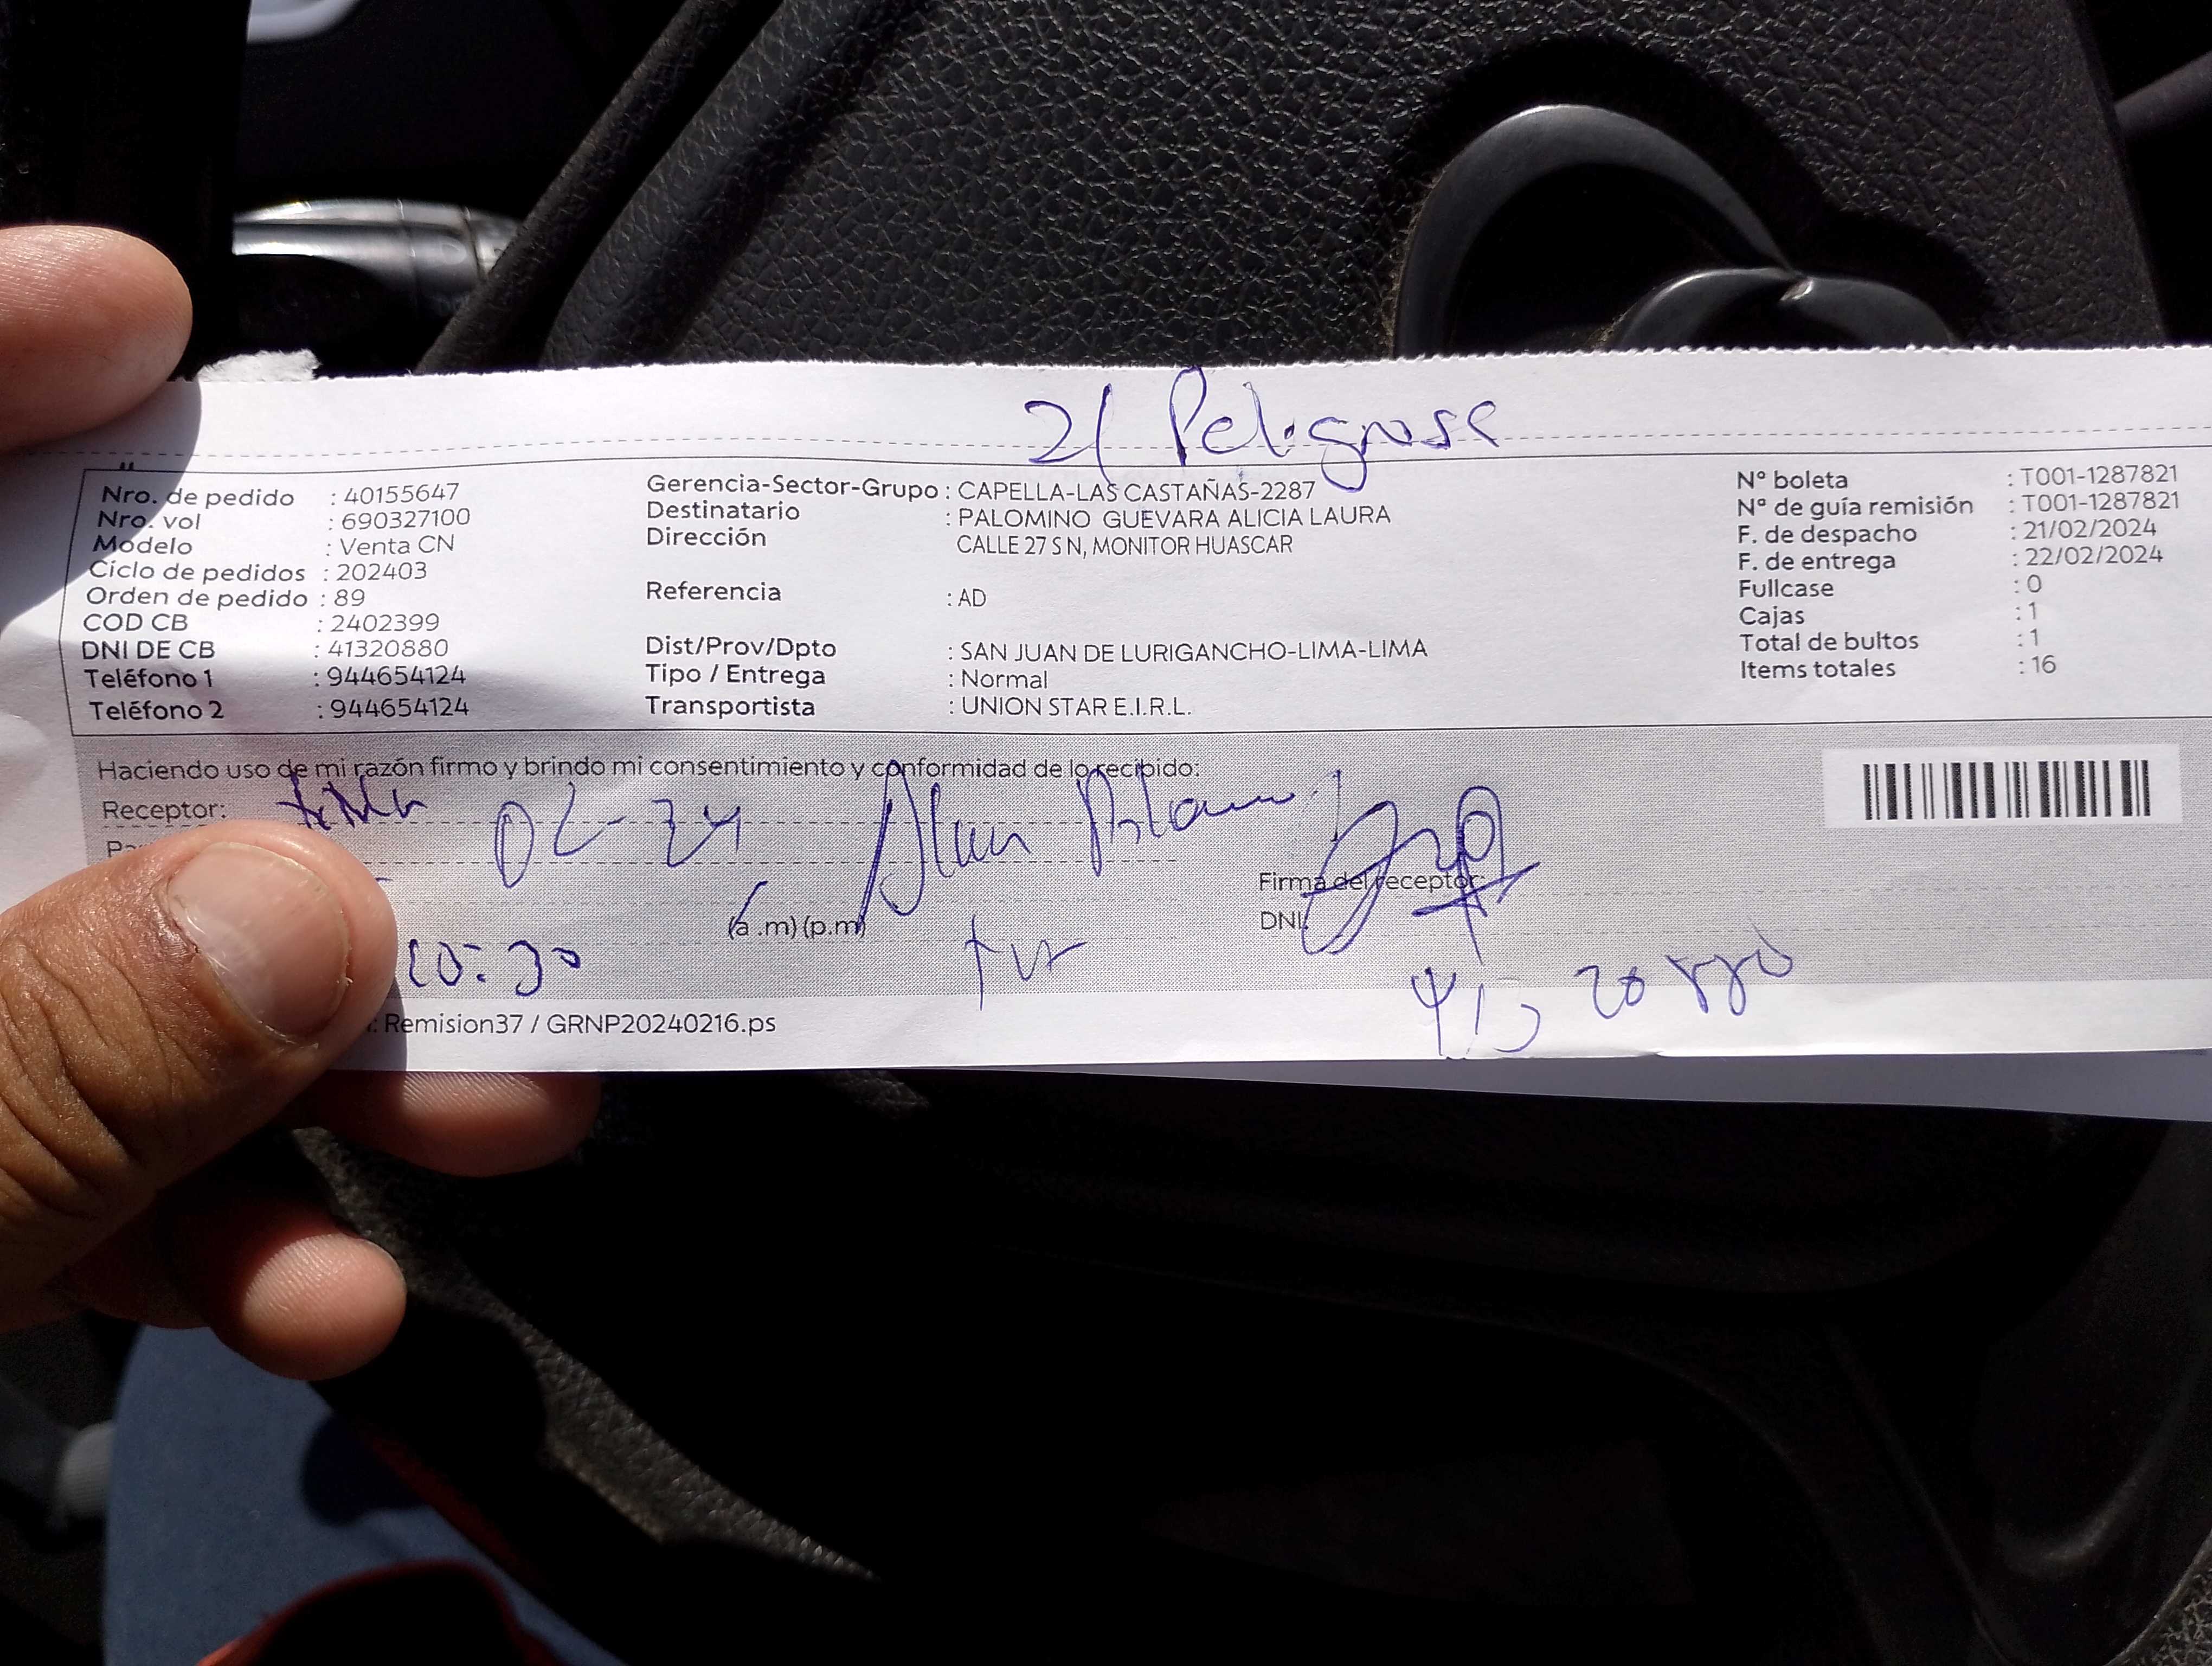 2/ Peligrosa
Nro. de pedido : 40155647
Nro. vol : 690327100
Modelo : Venta CN
Ciclo de pedidos : 202403
Orden de pedido : 89
COD CB : 2402399
DNI DE CB : 41320880
Teléfono 1 : 944654124
Teléfono 2 : 944654124
Gerencia-Sector-Grupo : CAPELLA-LAS CASTAÑAS-2287
Destinatario : PALOMINO GUEVARA ALICIA LAURA
Dirección CALLE 27 S N, MONITOR HUASCAR
Referencia : AD
Dist/Prov/Dpto : SAN JUAN DE LURIGANCHO-LIMA-LIMA
Tipo / Entrega : Normal
Transportista : UNION STAR E.I.R.L.
Nº boleta : T001-1287821
Nº de guía remisión : T001-1287821
F. de despacho : 21/02/2024
F. de entrega : 22/02/2024
Fullcase : 0
Cajas : 1
Total de bultos : 1
Items totales : 16
Haciendo uso de mi razón firmo y brindo mi consentimiento y conformidad de lo recibido:
Receptor:
Firma del receptor:
(a .m) (p.m)
DNI:
10:30
: Remision37 / GRNP20240216.ps